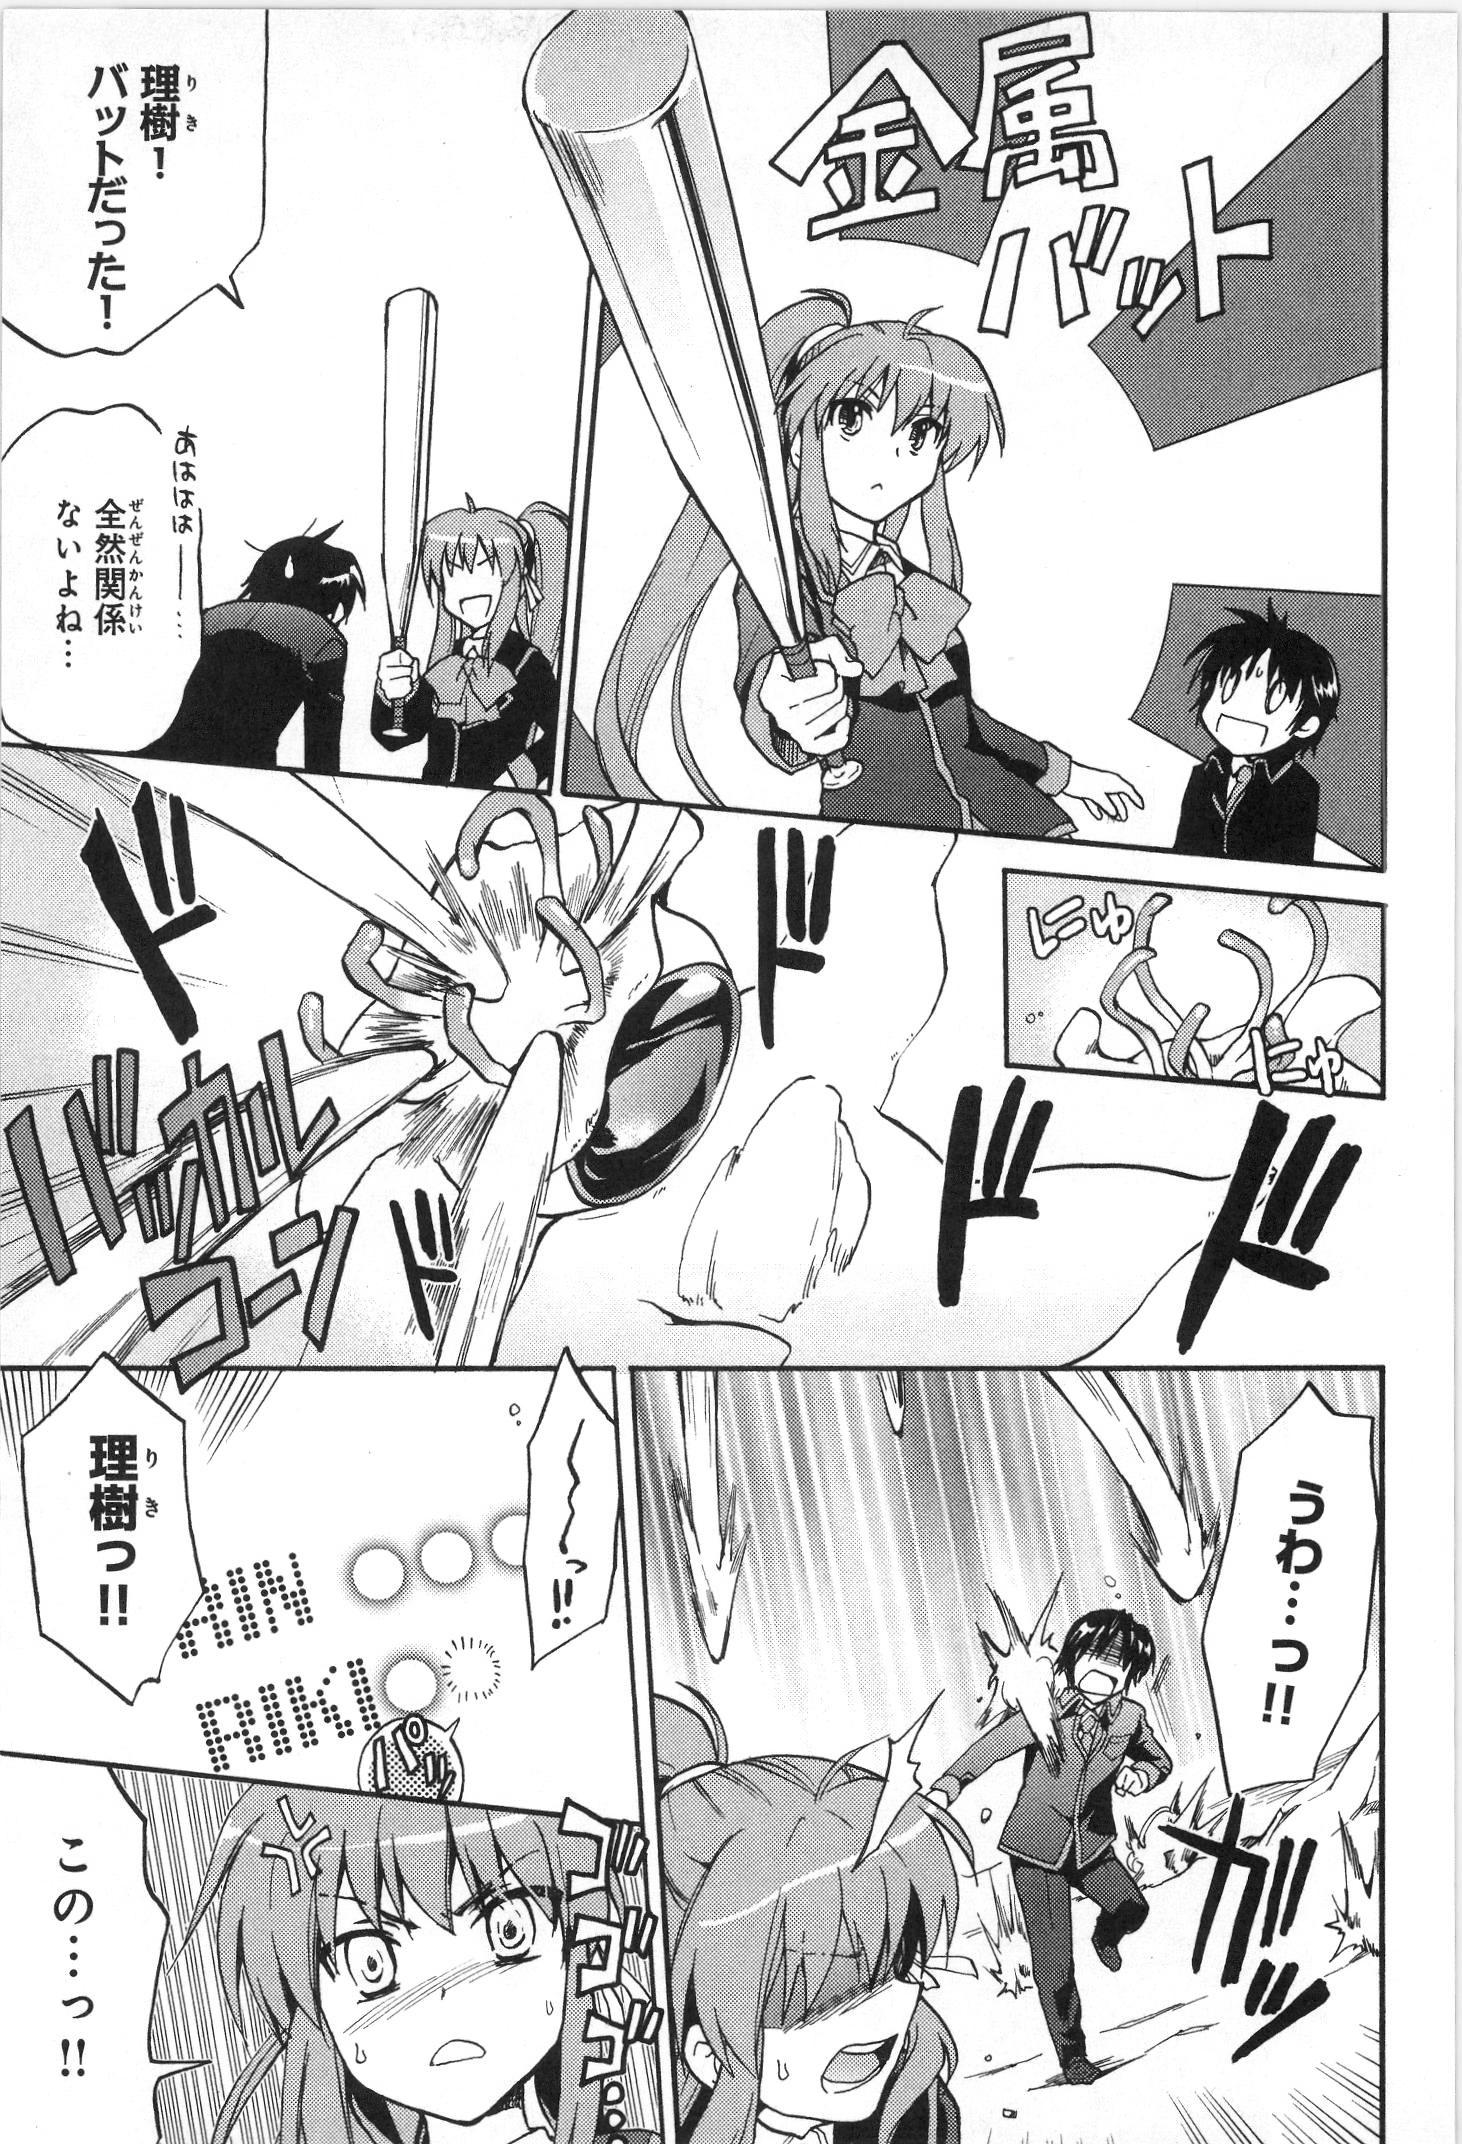 金属
バット
理樹！
バットだった！
あははは――…
全然関係
ないよね…
にゅ
にゅ
ド
ド
ド
ド
ド
バッカル
コーン
うわ…っ!!
ガガッ
〜〜っ!!
理樹っ!!
AIN
RIKI
パッ
ゴゴゴゴ…
この…っ!!